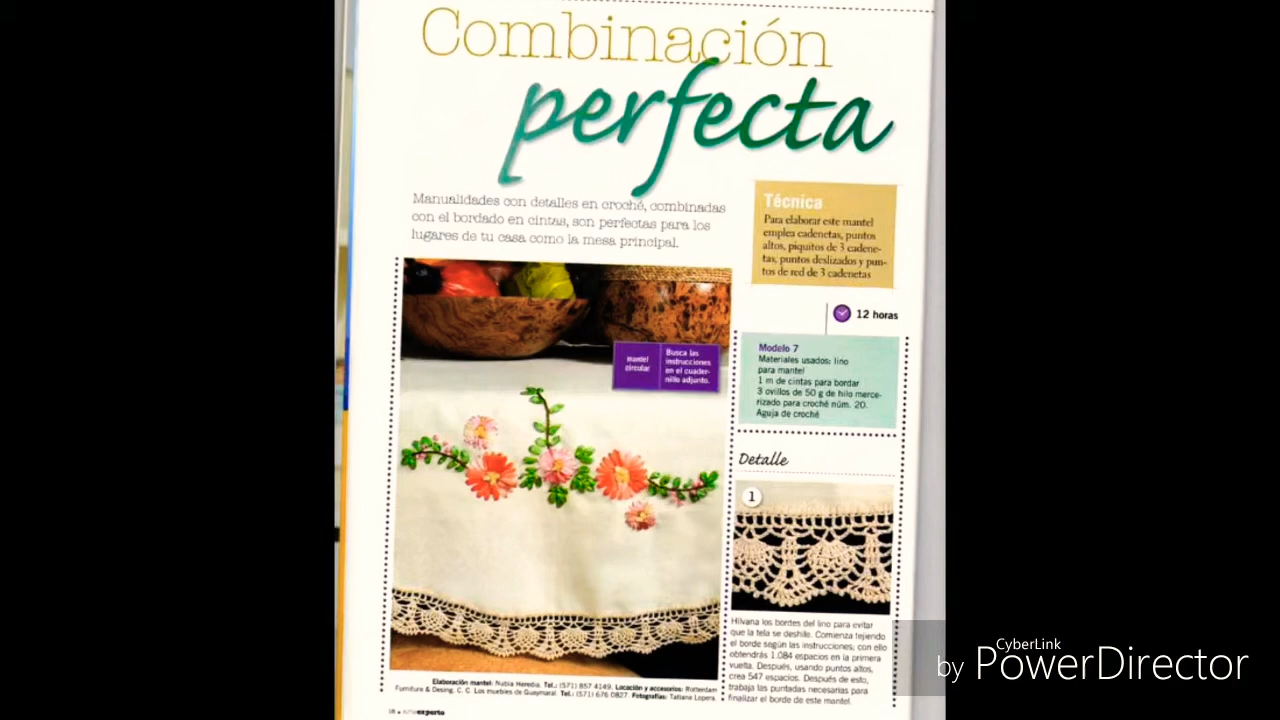 Combinación
perfecta
Manualidades con detalles en croché, combinadas
con el bordado en cintas, son perfectas para los
lugares de tu casa como la mesa principal.
Técnica
Para elaborar este mantel
emplea cadenetas, puntos
altos, piquitos de 3 cadene-
tas, puntos deslizados y pun-
tos de red de 3 cadenetas
12 horas
Modelo 7
Materiales usados: lino
para mantel
1 m de cintas para bordar
3 ovillos de 50 g de hilo merce-
rizado para croché núm. 20.
Aguja de croché
mantel
circular
Busca las
instrucciones
en el cuader-
nillo adjunto.
Detalle
1
Hilvana los bordes del lino para evitar
que la tela se deshile. Comienza tejiendo
el borde según las instrucciones; con ello
obtendrás 1.084 espacios en la primera
vuelta. Después, usando puntos altos,
crea 547 espacios. Después de esto,
trabaja las puntadas necesarias para
finalizar el borde de este mantel.
Elaboración mantel: Nubia Heredia. Tel.: (571) 857 4149. Locación y accesorios: Rotterdam
Furniture & Desing. C. C. Los muebles de Guaymaral. Tel.: (571) 676 0827. Fotografías: Tatiana Lopera.
experto
CyberLink
by PowerDirector